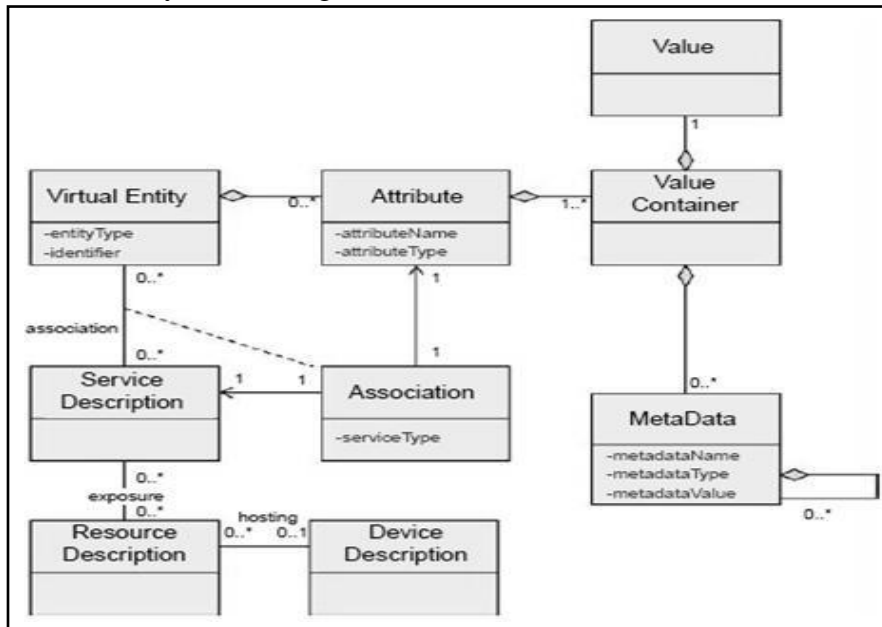 Value
1
Virtual Entity
-entityType
-identifier
0..*
Attribute
-attributeName
-attributeType
1..*
Value
Container
0..*
association
0..*
1
1
Service
Description
1
1
Association
-serviceType
0..*
MetaData
-metadataName
-metadataType
-metadataValue
0..*
0..*
exposure
0..*
Resource
Description
hosting
0..*
0..1
Device
Description